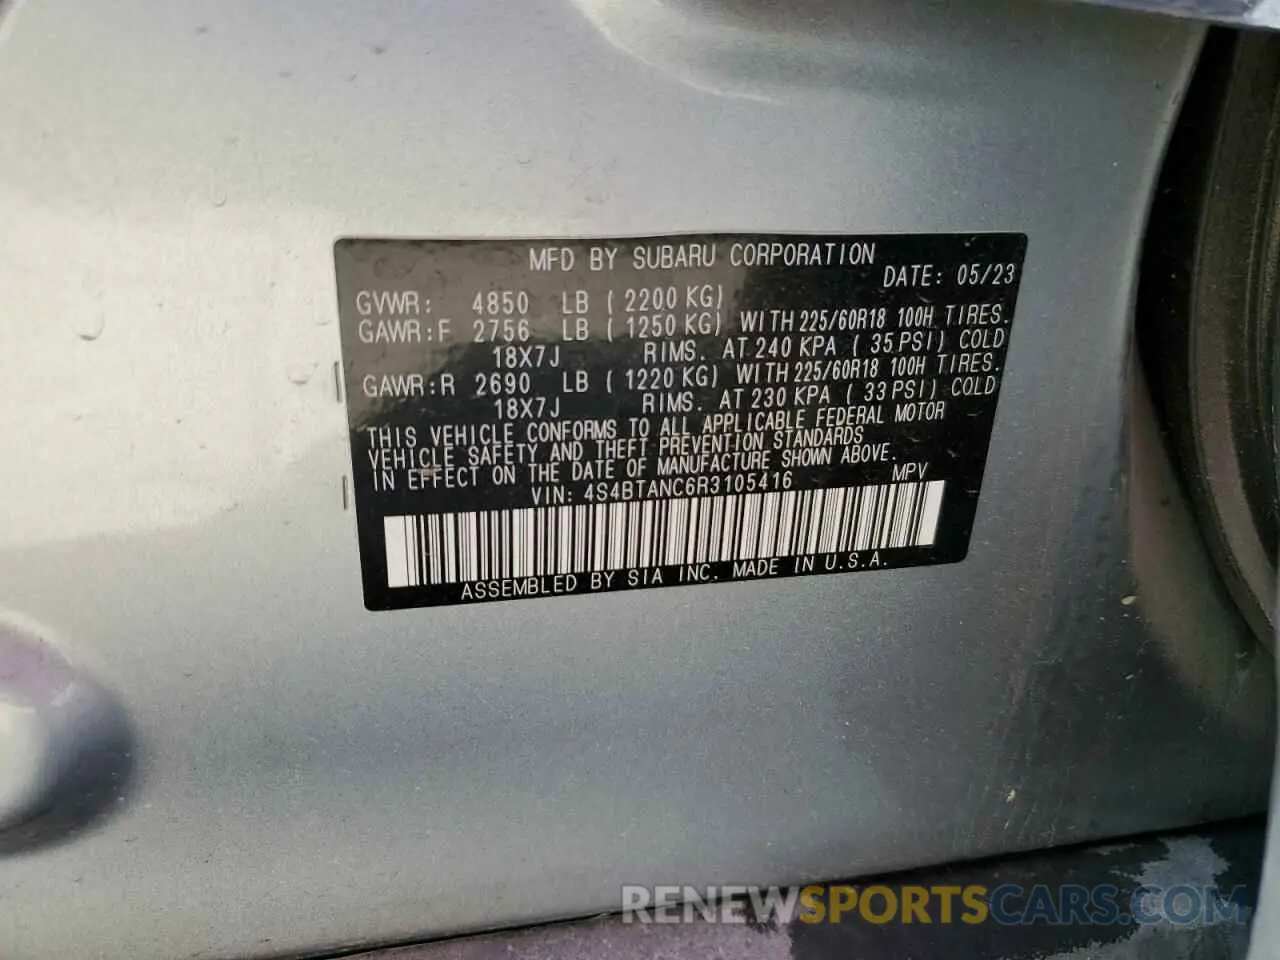 MFD BY SUBARU CORPORATION
DATE: 05/23
GVWR: 4850 LB ( 2200 KG)
GAWR:F 2756 LB ( 1250 KG) WITH 225/60R18 100H TIRES.
18X7J RIMS. AT 240 KPA ( 35 PSI) COLD
GAWR:R 2690 LB ( 1220 KG) WITH 225/60R18 100H TIRES.
18X7J RIMS. AT 230 KPA ( 33 PSI) COLD
THIS VEHICLE CONFORMS TO ALL APPLICABLE FEDERAL MOTOR
VEHICLE SAFETY AND THEFT PREVENTION STANDARDS
IN EFFECT ON THE DATE OF MANUFACTURE SHOWN ABOVE.
VIN: 4S4BTANC6R3105416 MPV
ASSEMBLED BY SIA INC. MADE IN U.S.A.
RENEWSPORTSCARS.COM